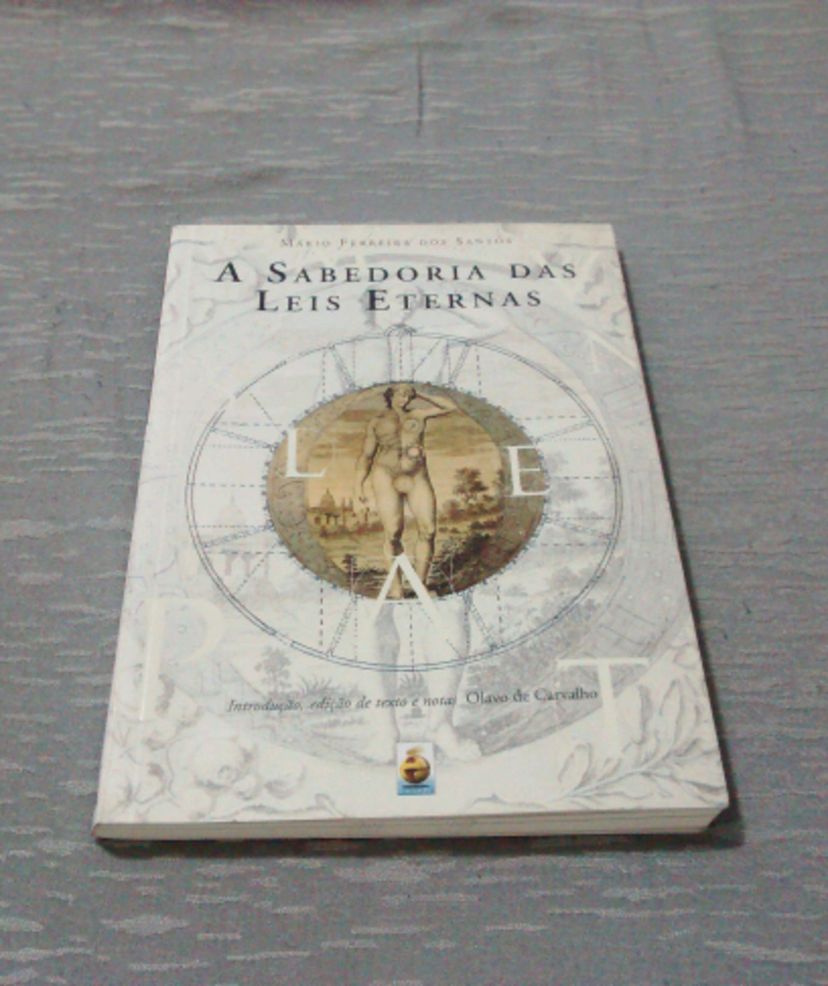 MÁRIO FERREIRA DOS SANTOS
A SABEDORIA DAS
LEIS ETERNAS
N
L E
A
P T
Introdução, edição de texto e notas Olavo de Carvalho